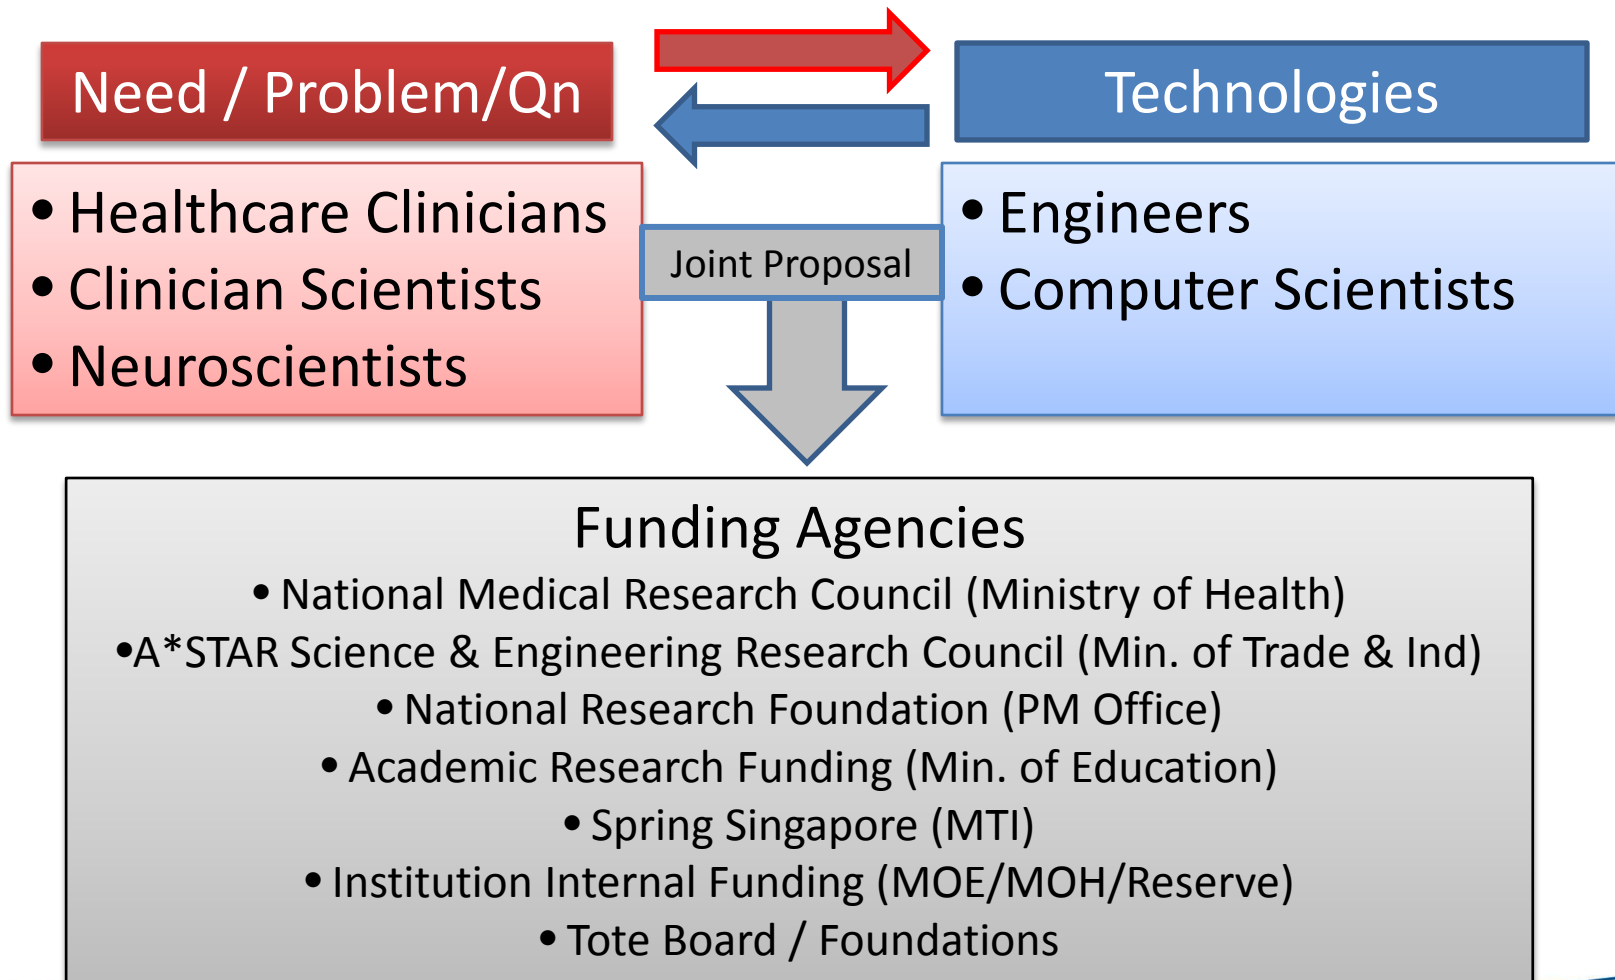 Need / Problem/Qn
Technologies
• Healthcare Clinicians
• Clinician Scientists
• Neuroscientists
Joint Proposal
• Engineers
• Computer Scientists
Funding Agencies
• National Medical Research Council (Ministry of Health)
•A*STAR Science & Engineering Research Council (Min. of Trade & Ind)
• National Research Foundation (PM Office)
• Academic Research Funding (Min. of Education)
• Spring Singapore (MTI)
• Institution Internal Funding (MOE/MOH/Reserve)
• Tote Board / Foundations